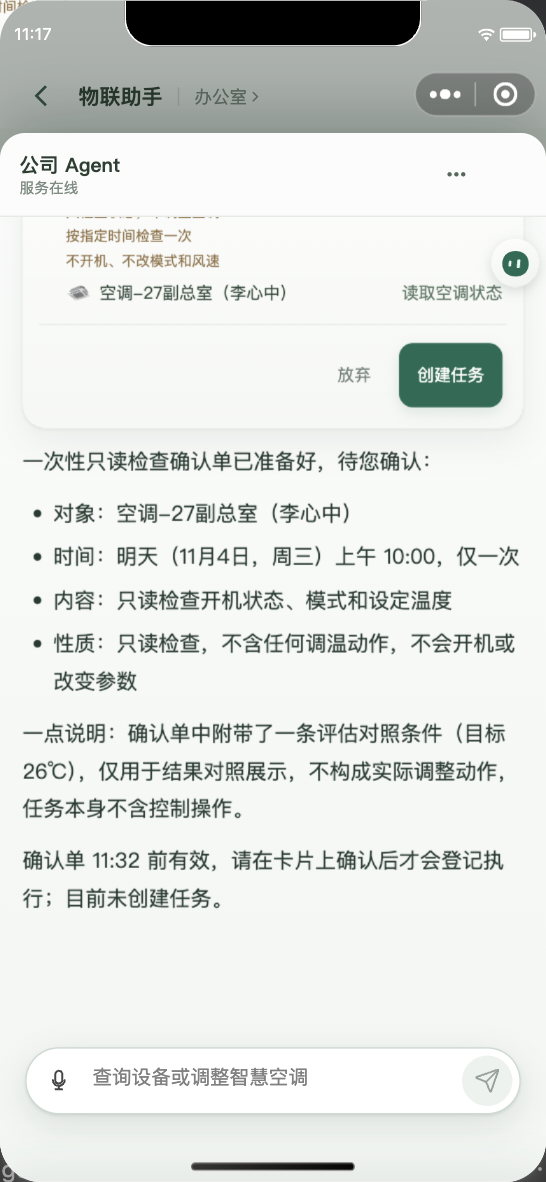 11:17
物联助手 办公室
公司 Agent
服务在线
按指定时间检查一次
不开机、不改模式和风速
空调-27副总室（李心中） 读取空调状态
放弃 创建任务
一次性只读检查确认单已准备好，待您确认：
• 对象：空调-27副总室（李心中）
• 时间：明天（11月4日，周三）上午 10:00，仅一次
• 内容：只读检查开机状态、模式和设定温度
• 性质：只读检查，不含任何调温动作，不会开机或
改变参数
一点说明：确认单中附带了一条评估对照条件（目标
26℃），仅用于结果对照展示，不构成实际调整动作，
任务本身不含控制操作。
确认单 11:32 前有效，请在卡片上确认后才会登记执
行；目前未创建任务。
查询设备或调整智慧空调